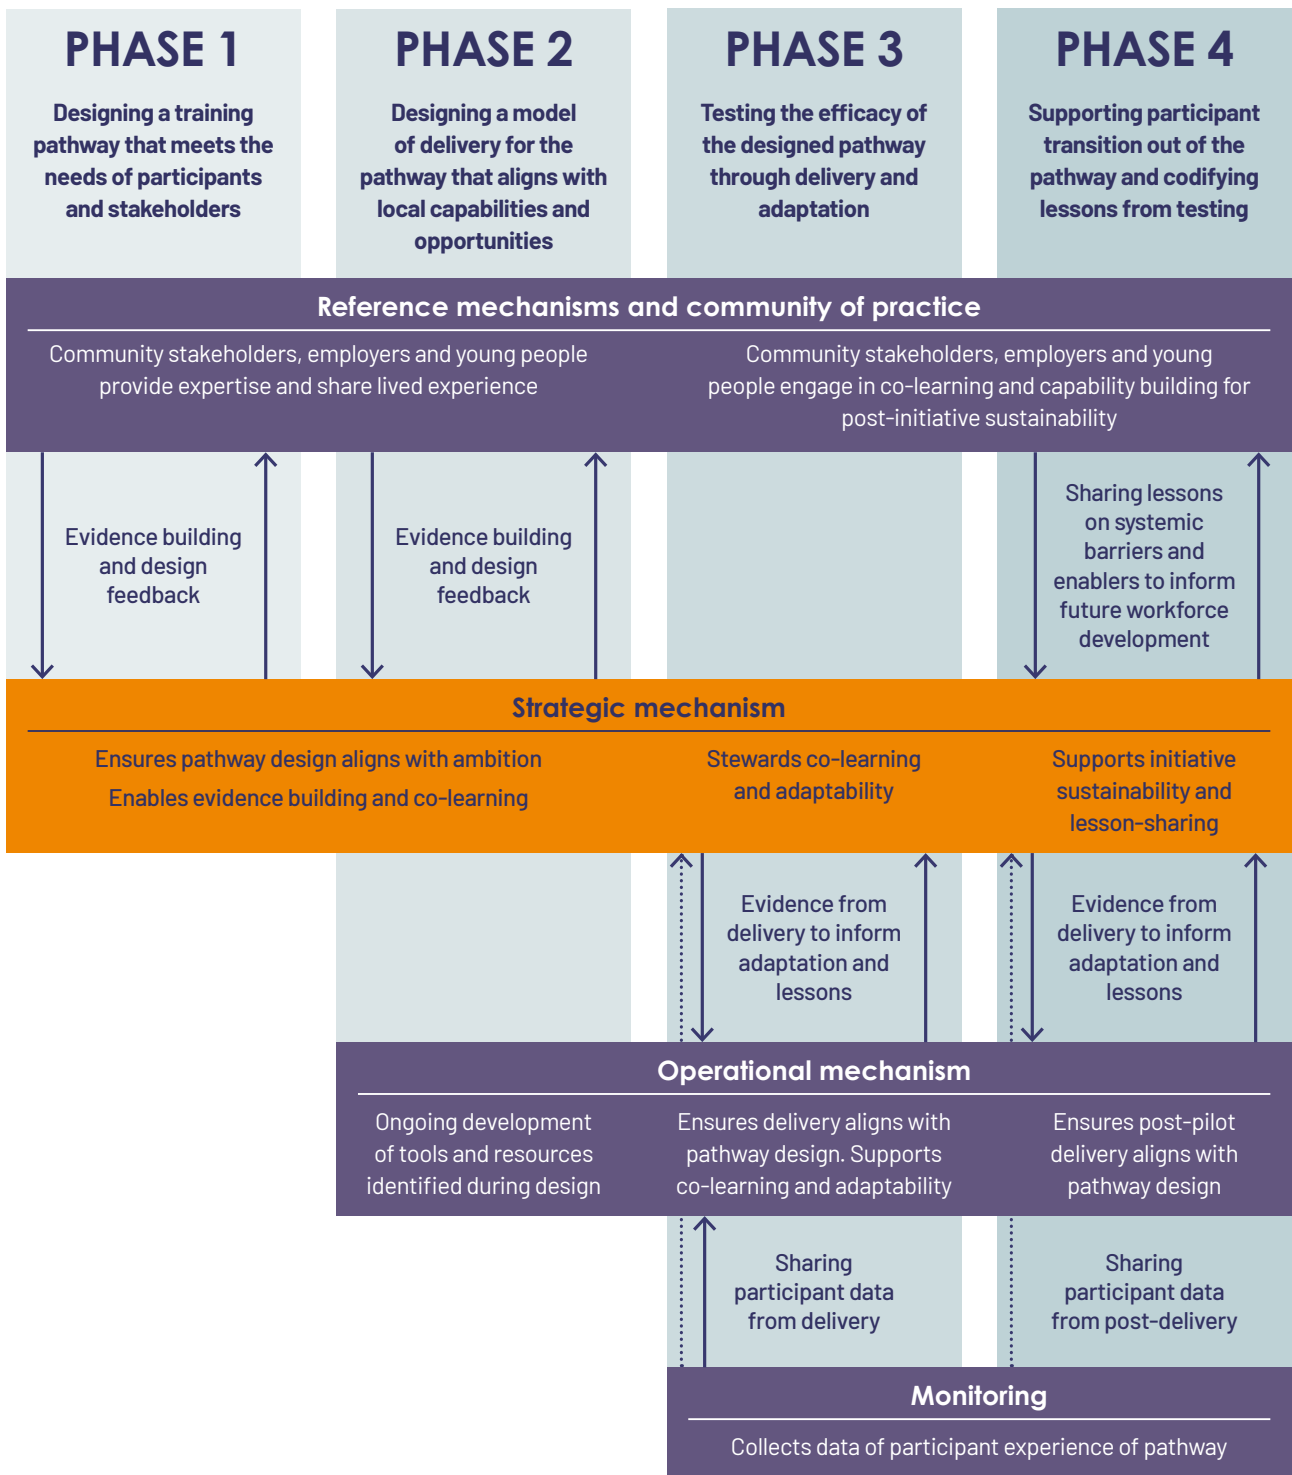 PHASE 1
Designing a training
pathway that meets the
needs of participants
and stakeholders
PHASE 2
Designing a model
of delivery for the
pathway that aligns with
local capabilities and
opportunities
PHASE 3
Testing the efficacy of
the designed pathway
through delivery and
adaptation
PHASE 4
Supporting participant
transition out of the
pathway and codifying
lessons from testing
Reference mechanisms and community of practice
Community stakeholders, employers and young people
provide expertise and share lived experience
Community stakeholders, employers and young
people engage in co-learning and capability building for
post-initiative sustainability
Evidence building
and design
feedback
Evidence building
and design
feedback
Sharing lessons
on systemic
barriers and
enablers to inform
future workforce
development
Strategic mechanism
Ensures pathway design aligns with ambition
Enables evidence building and co-learning
Stewards co-learning
and adaptability
Supports initiative
sustainability and
lesson-sharing
Evidence from
delivery to inform
adaptation and
lessons
Evidence from
delivery to inform
adaptation and
lessons
Operational mechanism
Ongoing development
of tools and resources
identified during design
Ensures delivery aligns with
pathway design. Supports
co-learning and adaptability
Ensures post-pilot
delivery aligns with
pathway design
Sharing
participant data
from delivery
Sharing
participant data
from post-delivery
Monitoring
Collects data of participant experience of pathway